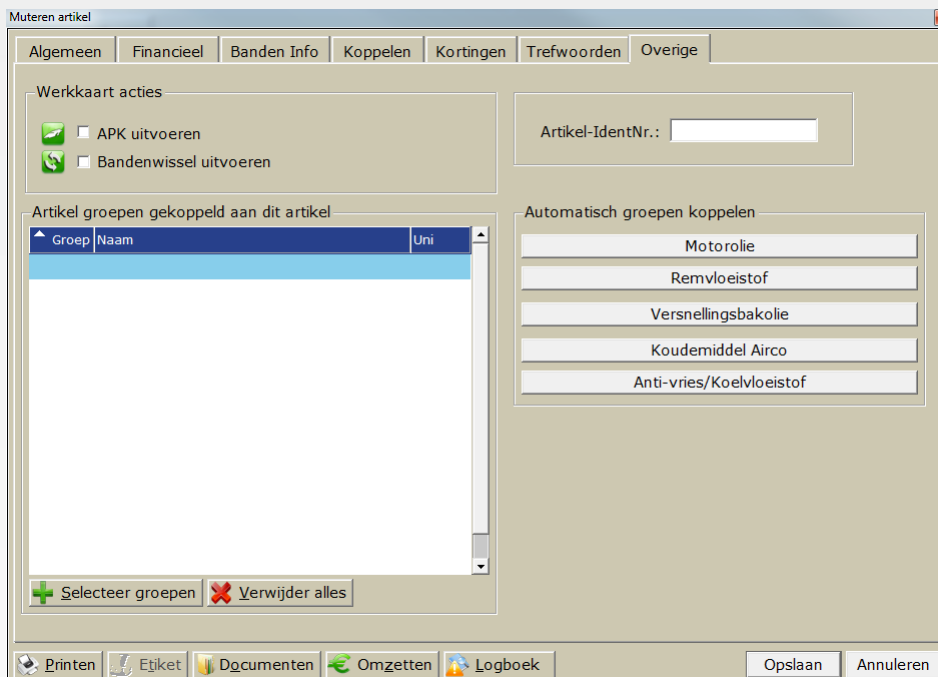 Muteren artikel
Algemeen Financieel Banden Info Koppelen Kortingen Trefwoorden Overige
Werkkaart acties
APK uitvoeren
Bandenwissel uitvoeren
Artikel-IdentNr.:
Artikel groepen gekoppeld aan dit artikel
Groep Naam Uni
Selecteer groepen Verwijder alles
Automatisch groepen koppelen
Motorolie
Remvloeistof
Versnellingsbakolie
Koudemiddel Airco
Anti-vries/Koelvloeistof
Printen Etiket Documenten Omzetten Logboek Opslaan Annuleren